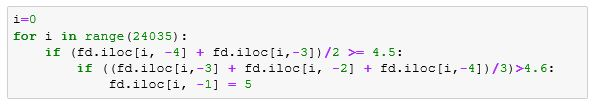 i=0
for i in range(24035):
    if (fd.iloc[i, -4] + fd.iloc[i,-3])/2 >= 4.5:
        if ((fd.iloc[i,-3] + fd.iloc[i, -2] + fd.iloc[i,-4])/3)>4.6:
            fd.iloc[i, -1] = 5